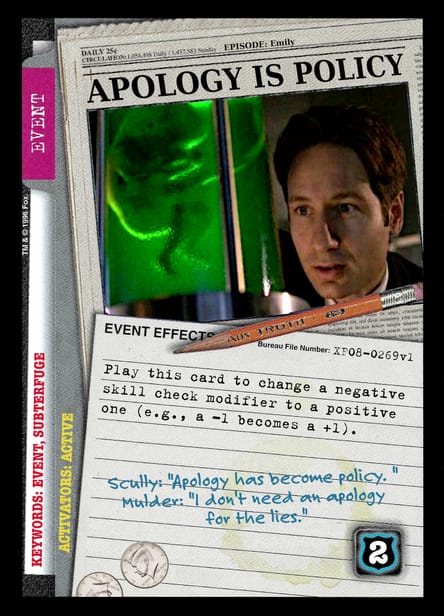 DAILY 25¢
EPISODE: Emily
APOLOGY IS POLICY
EVENT
TM & © 1996 Fox
EVENT EFFECTS
Bureau File Number: XF08-0269v1
Play this card to change a negative
skill check modifier to a positive
one (e.g., a -1 becomes a +1).
Scully: "Apology has become policy."
Mulder: "I don't need an apology
for the lies."
2
KEYWORDS: EVENT, SUBTERFUGE
ACTIVATORS: ACTIVE